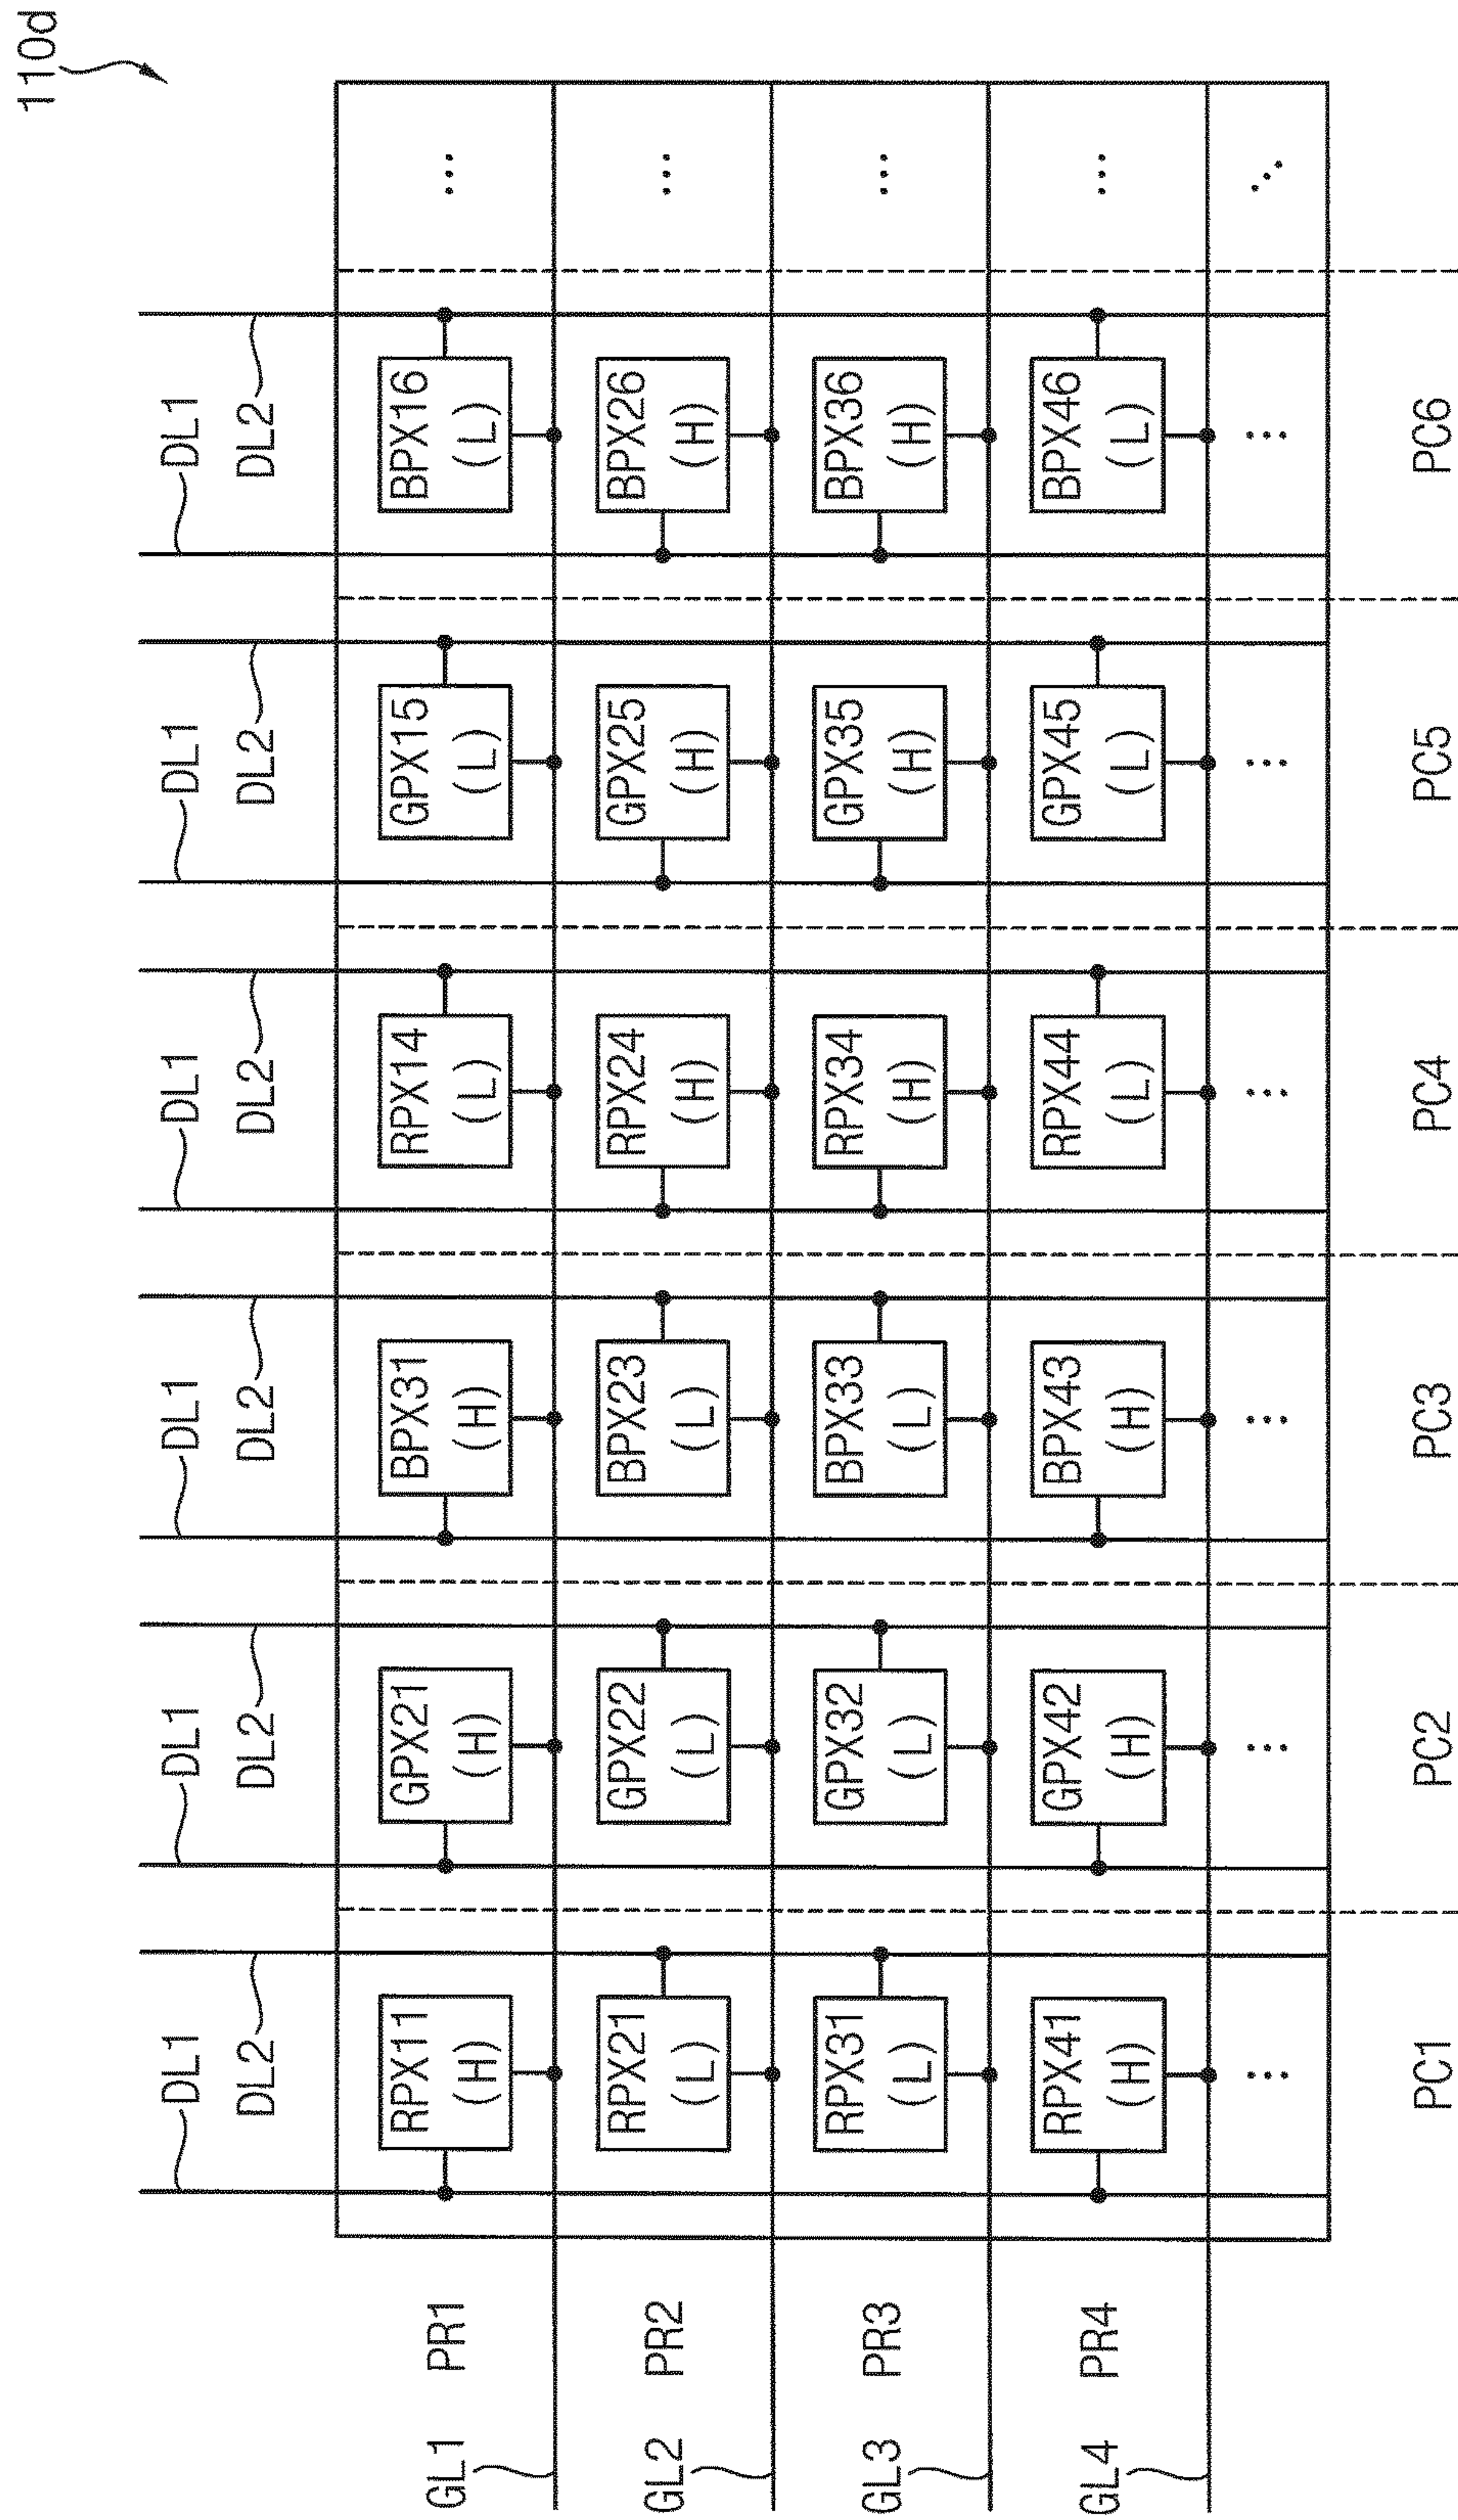 110d
DL1 DL1 DL1 DL1 DL1 DL1
DL2 DL2 DL2 DL2 DL2 DL2
PR1 RPX11 GPX21 BPX31 RPX14 GPX15 BPX16 ...
(H) (H) (H) (L) (L) (L)
GL1
PR2 RPX21 GPX22 BPX23 RPX24 GPX25 BPX26 ...
(L) (L) (L) (H) (H) (H)
GL2
PR3 RPX31 GPX32 BPX33 RPX34 GPX35 BPX36 ...
(L) (L) (L) (H) (H) (H)
GL3
PR4 RPX41 GPX42 BPX43 RPX44 GPX45 BPX46 ...
(H) (H) (H) (L) (L) (L)
GL4
PC1 PC2 PC3 PC4 PC5 PC6